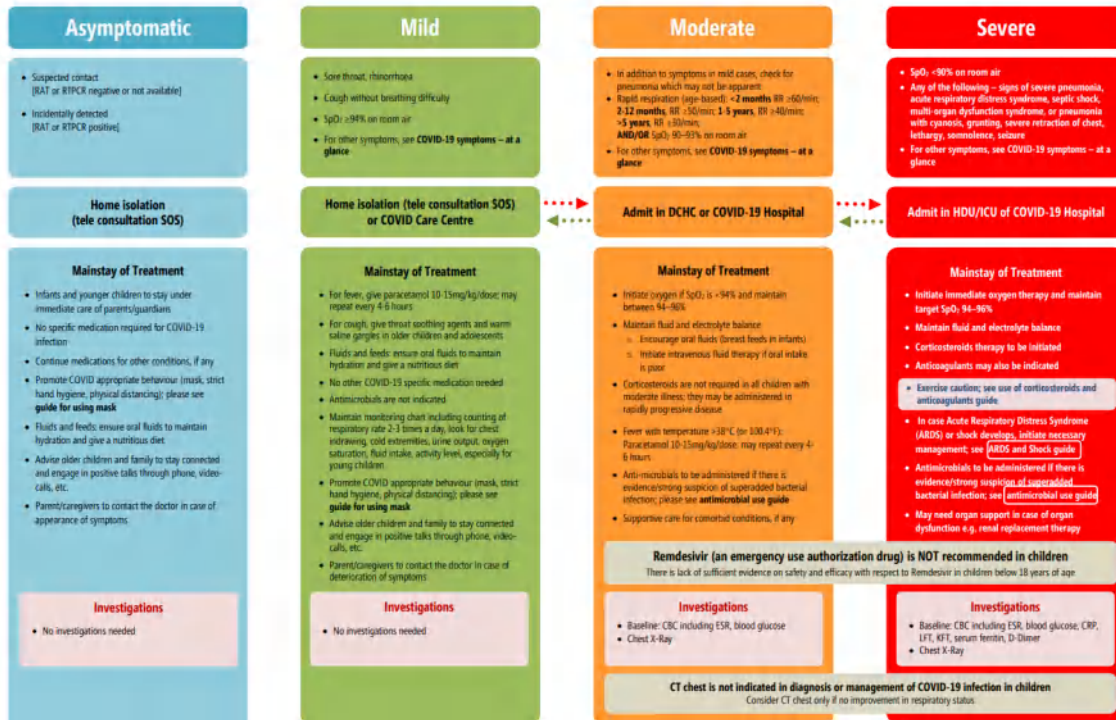 Asymptomatic
• Suspected contact
[RAT or RTPCR negative or not available]
• Incidentally detected
[RAT or RTPCR positive]
Home isolation
(tele consultation SOS)
Mainstay of Treatment
• Infants and younger children to stay under
immediate care of parents/guardians
• No specific medication required for COVID-19
infection
• Continue medications for other conditions, if any
• Promote COVID appropriate behaviour (mask, strict
hand hygiene, physical distancing); please see
guide for using mask
• Fluids and feeds: ensure oral fluids to maintain
hydration and give a nutritious diet
• Advise older children and family to stay connected
and engage in positive talks through phone, video-
calls, etc.
• Parent/caregivers to contact the doctor in case of
appearance of symptoms
Investigations
• No investigations needed
Mild
• Sore throat, rhinorrhoea
• Cough without breathing difficulty
• SpO₂ ≥94% on room air
• For other symptoms, see COVID-19 symptoms – at a
glance
Home isolation (tele consultation SOS)
or COVID Care Centre
Mainstay of Treatment
• For fever, give paracetamol 10-15mg/kg/dose; may
repeat every 4-6 hours
• For cough, give throat soothing agents and warm
saline gargles in older children and adolescents
• Fluids and feeds: ensure oral fluids to maintain
hydration and give a nutritious diet
• No other COVID-19 specific medication needed
• Antimicrobials are not indicated
• Maintain monitoring chart including counting of
respiratory rate 2-3 times a day, look for chest
indrawing, cold extremities, urine output, oxygen
saturation, fluid intake, activity level, especially for
young children
• Promote COVID appropriate behaviour (mask, strict
hand hygiene, physical distancing); please see
guide for using mask
• Advise older children and family to stay connected
and engage in positive talks through phone, video-
calls, etc.
• Parent/caregivers to contact the doctor in case of
deterioration of symptoms
Investigations
• No investigations needed
Moderate
• In addition to symptoms in mild cases, check for
pneumonia which may not be apparent
• Rapid respiration (age-based): <2 months RR ≥60/min;
2-12 months, RR ≥50/min; 1-5 years, RR ≥40/min;
>5 years, RR ≥30/min;
AND/OR SpO₂ 90–93% on room air
• For other symptoms, see COVID-19 symptoms – at a
glance
Admit in DCHC or COVID-19 Hospital
Mainstay of Treatment
• Initiate oxygen if SpO₂ is <94% and maintain
between 94–96%
• Maintain fluid and electrolyte balance
o Encourage oral fluids (breast feeds in infants)
o Initiate intravenous fluid therapy if oral intake
is poor
• Corticosteroids are not required in all children with
moderate illness; they may be administered in
rapidly progressive disease
• Fever with temperature >38°C (or 100.4°F):
Paracetamol 10-15mg/kg/dose: may repeat every 4-
6 hours
• Anti-microbials to be administered if there is
evidence/strong suspicion of superadded bacterial
infection; please see antimicrobial use guide
• Supportive care for comorbid conditions, if any
Severe
• SpO₂ <90% on room air
• Any of the following – signs of severe pneumonia,
acute respiratory distress syndrome, septic shock,
multi-organ dysfunction syndrome, or pneumonia
with cyanosis, grunting, severe retraction of chest,
lethargy, somnolence, seizure
• For other symptoms, see COVID-19 symptoms – at a
glance
Admit in HDU/ICU of COVID-19 Hospital
Mainstay of Treatment
• Initiate immediate oxygen therapy and maintain
target SpO₂ 94–96%
• Maintain fluid and electrolyte balance
• Corticosteroids therapy to be initiated
• Anticoagulants may also be indicated
• Exercise caution; see use of corticosteroids and
anticoagulants guide
• In case Acute Respiratory Distress Syndrome
(ARDS) or shock develops, initiate necessary
management; see ARDS and Shock guide
• Antimicrobials to be administered if there is
evidence/strong suspicion of superadded
bacterial infection; see antimicrobial use guide
• May need organ support in case of organ
dysfunction e.g. renal replacement therapy
Remdesivir (an emergency use authorization drug) is NOT recommended in children
There is lack of sufficient evidence on safety and efficacy with respect to Remdesivir in children below 18 years of age
Investigations
• Baseline: CBC including ESR, blood glucose
• Chest X-Ray
Investigations
• Baseline: CBC including ESR, blood glucose, CRP,
LFT, KFT, serum ferritin, D-Dimer
• Chest X-Ray
CT chest is not indicated in diagnosis or management of COVID-19 infection in children
Consider CT chest only if no improvement in respiratory status